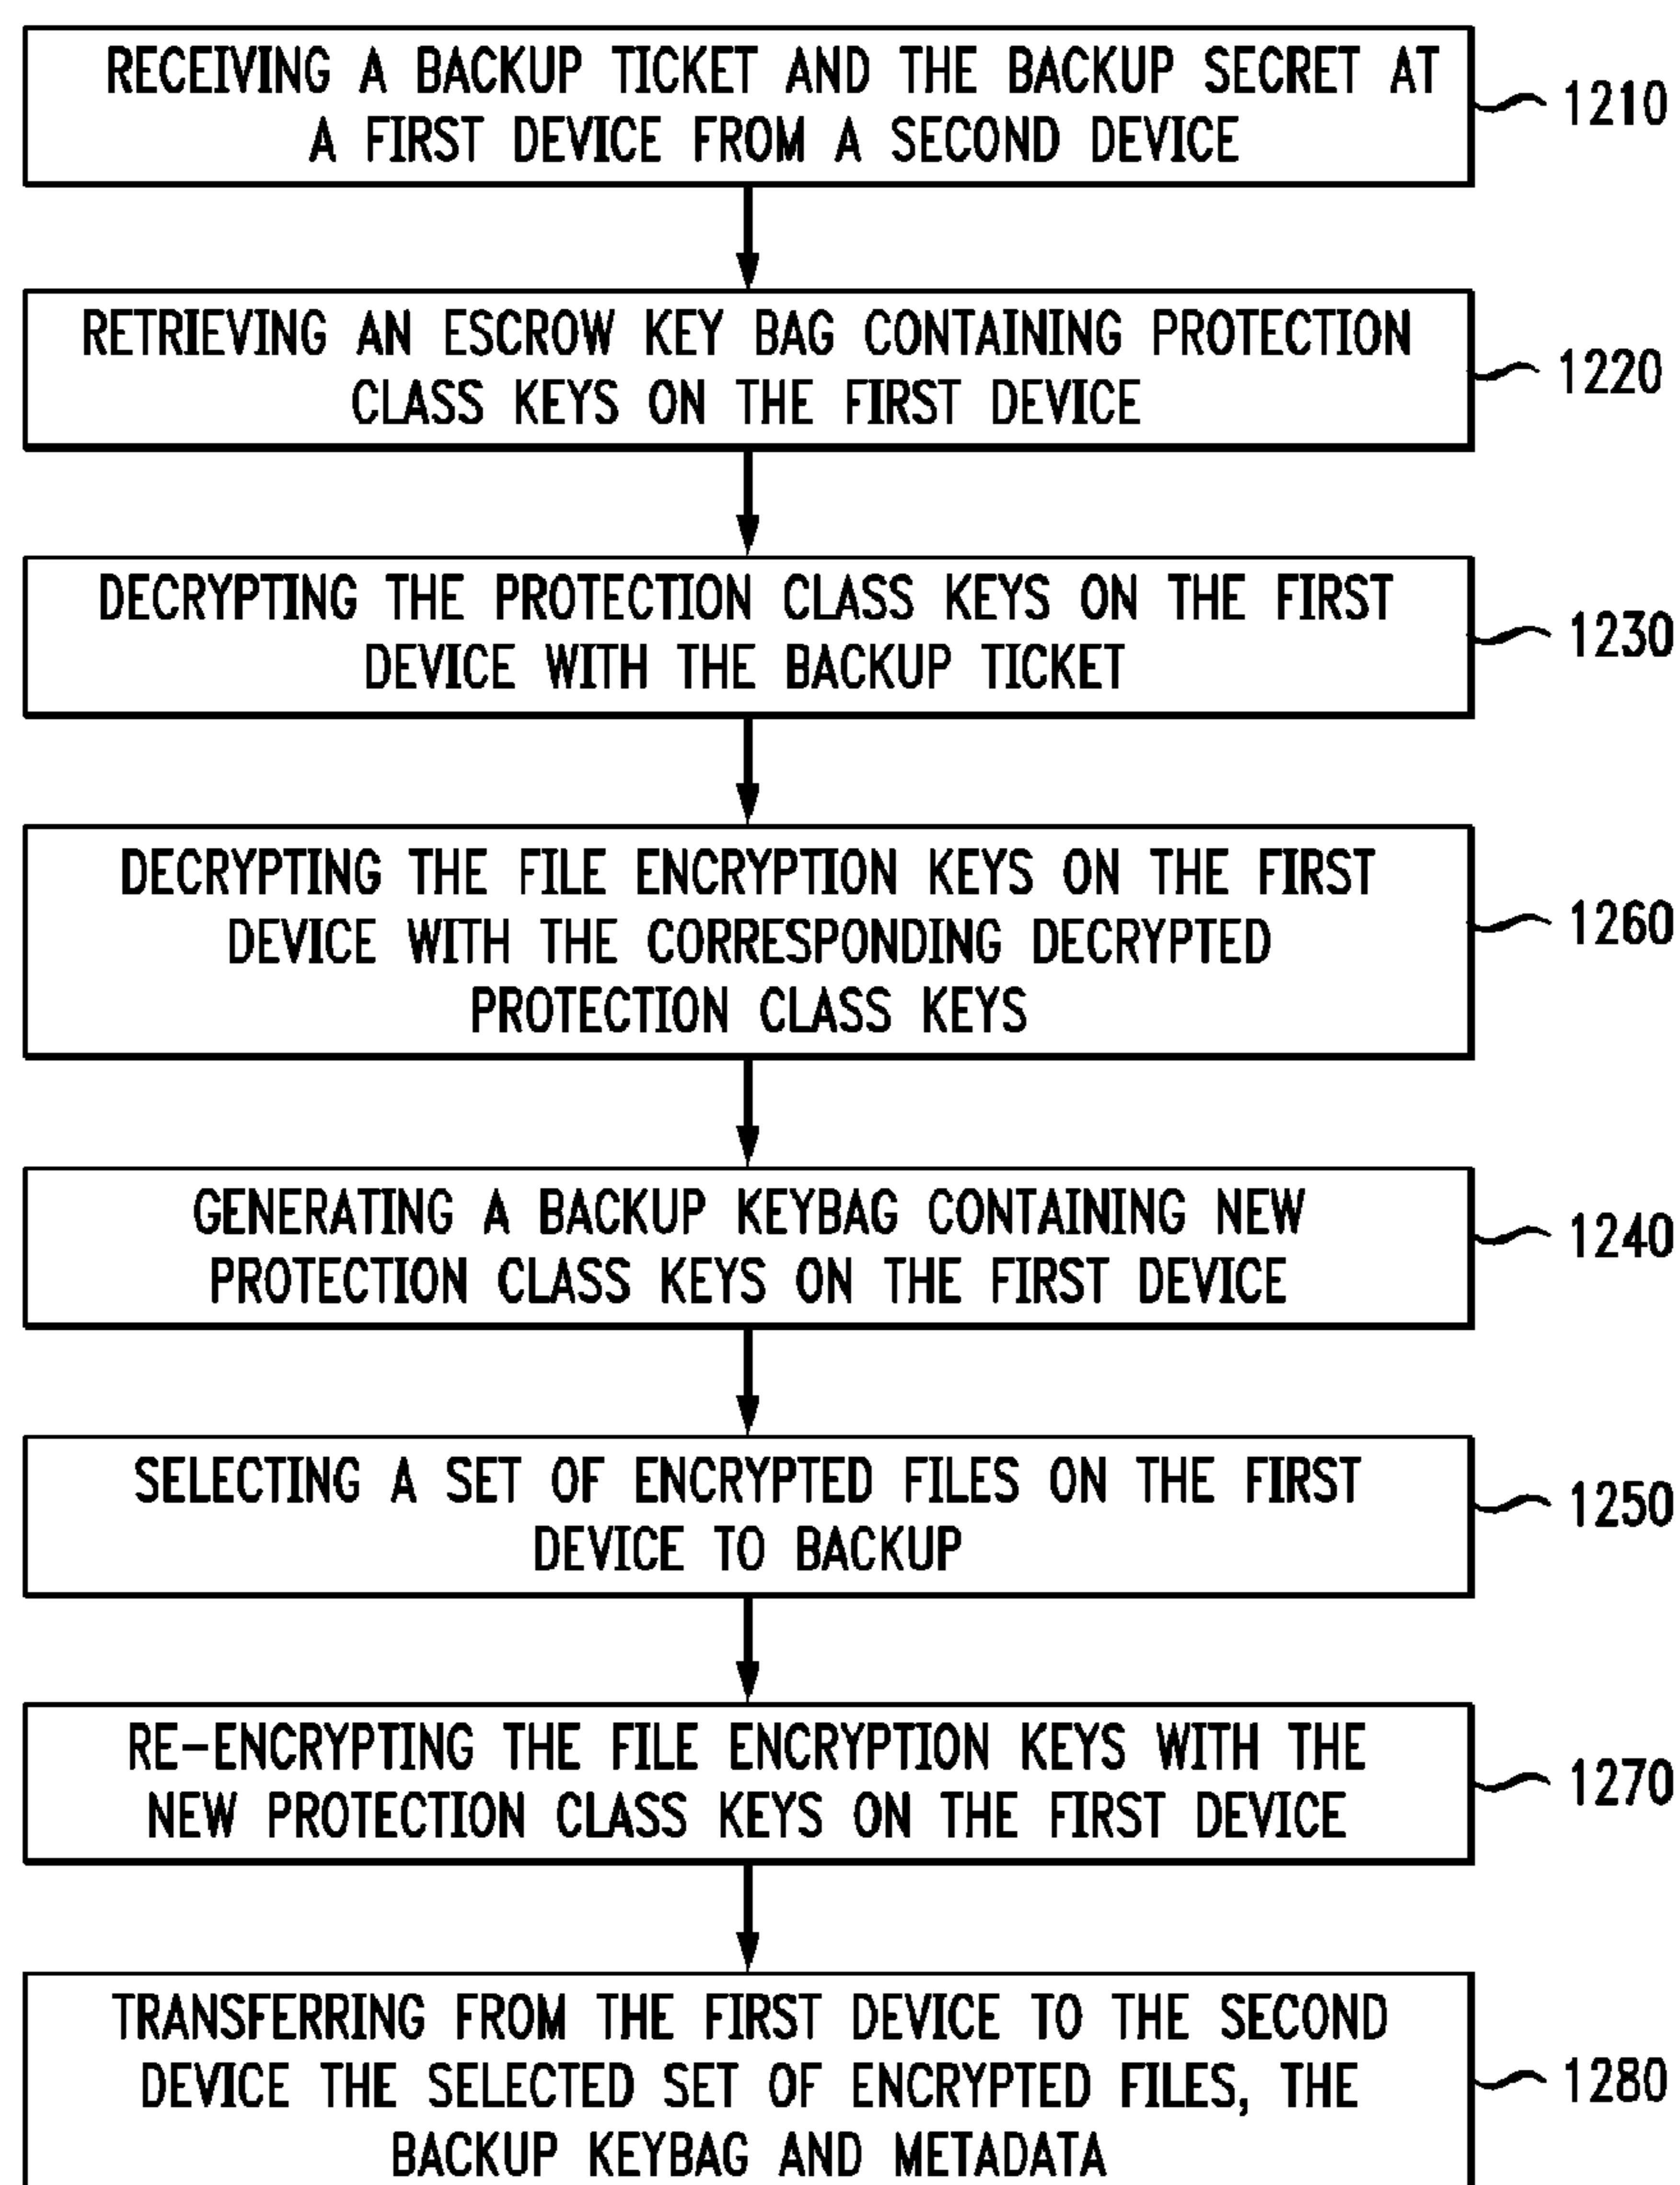 RECEIVING A BACKUP TICKET AND THE BACKUP SECRET AT
A FIRST DEVICE FROM A SECOND DEVICE
1210
RETRIEVING AN ESCROW KEY BAG CONTAINING PROTECTION
CLASS KEYS ON THE FIRST DEVICE
1220
DECRYPTING THE PROTECTION CLASS KEYS ON THE FIRST
DEVICE WITH THE BACKUP TICKET
1230
DECRYPTING THE FILE ENCRYPTION KEYS ON THE FIRST
DEVICE WITH THE CORRESPONDING DECRYPTED
PROTECTION CLASS KEYS
1260
GENERATING A BACKUP KEYBAG CONTAINING NEW
PROTECTION CLASS KEYS ON THE FIRST DEVICE
1240
SELECTING A SET OF ENCRYPTED FILES ON THE FIRST
DEVICE TO BACKUP
1250
RE-ENCRYPTING THE FILE ENCRYPTION KEYS WITH THE
NEW PROTECTION CLASS KEYS ON THE FIRST DEVICE
1270
TRANSFERRING FROM THE FIRST DEVICE TO THE SECOND
DEVICE THE SELECTED SET OF ENCRYPTED FILES, THE
BACKUP KEYBAG AND METADATA
1280